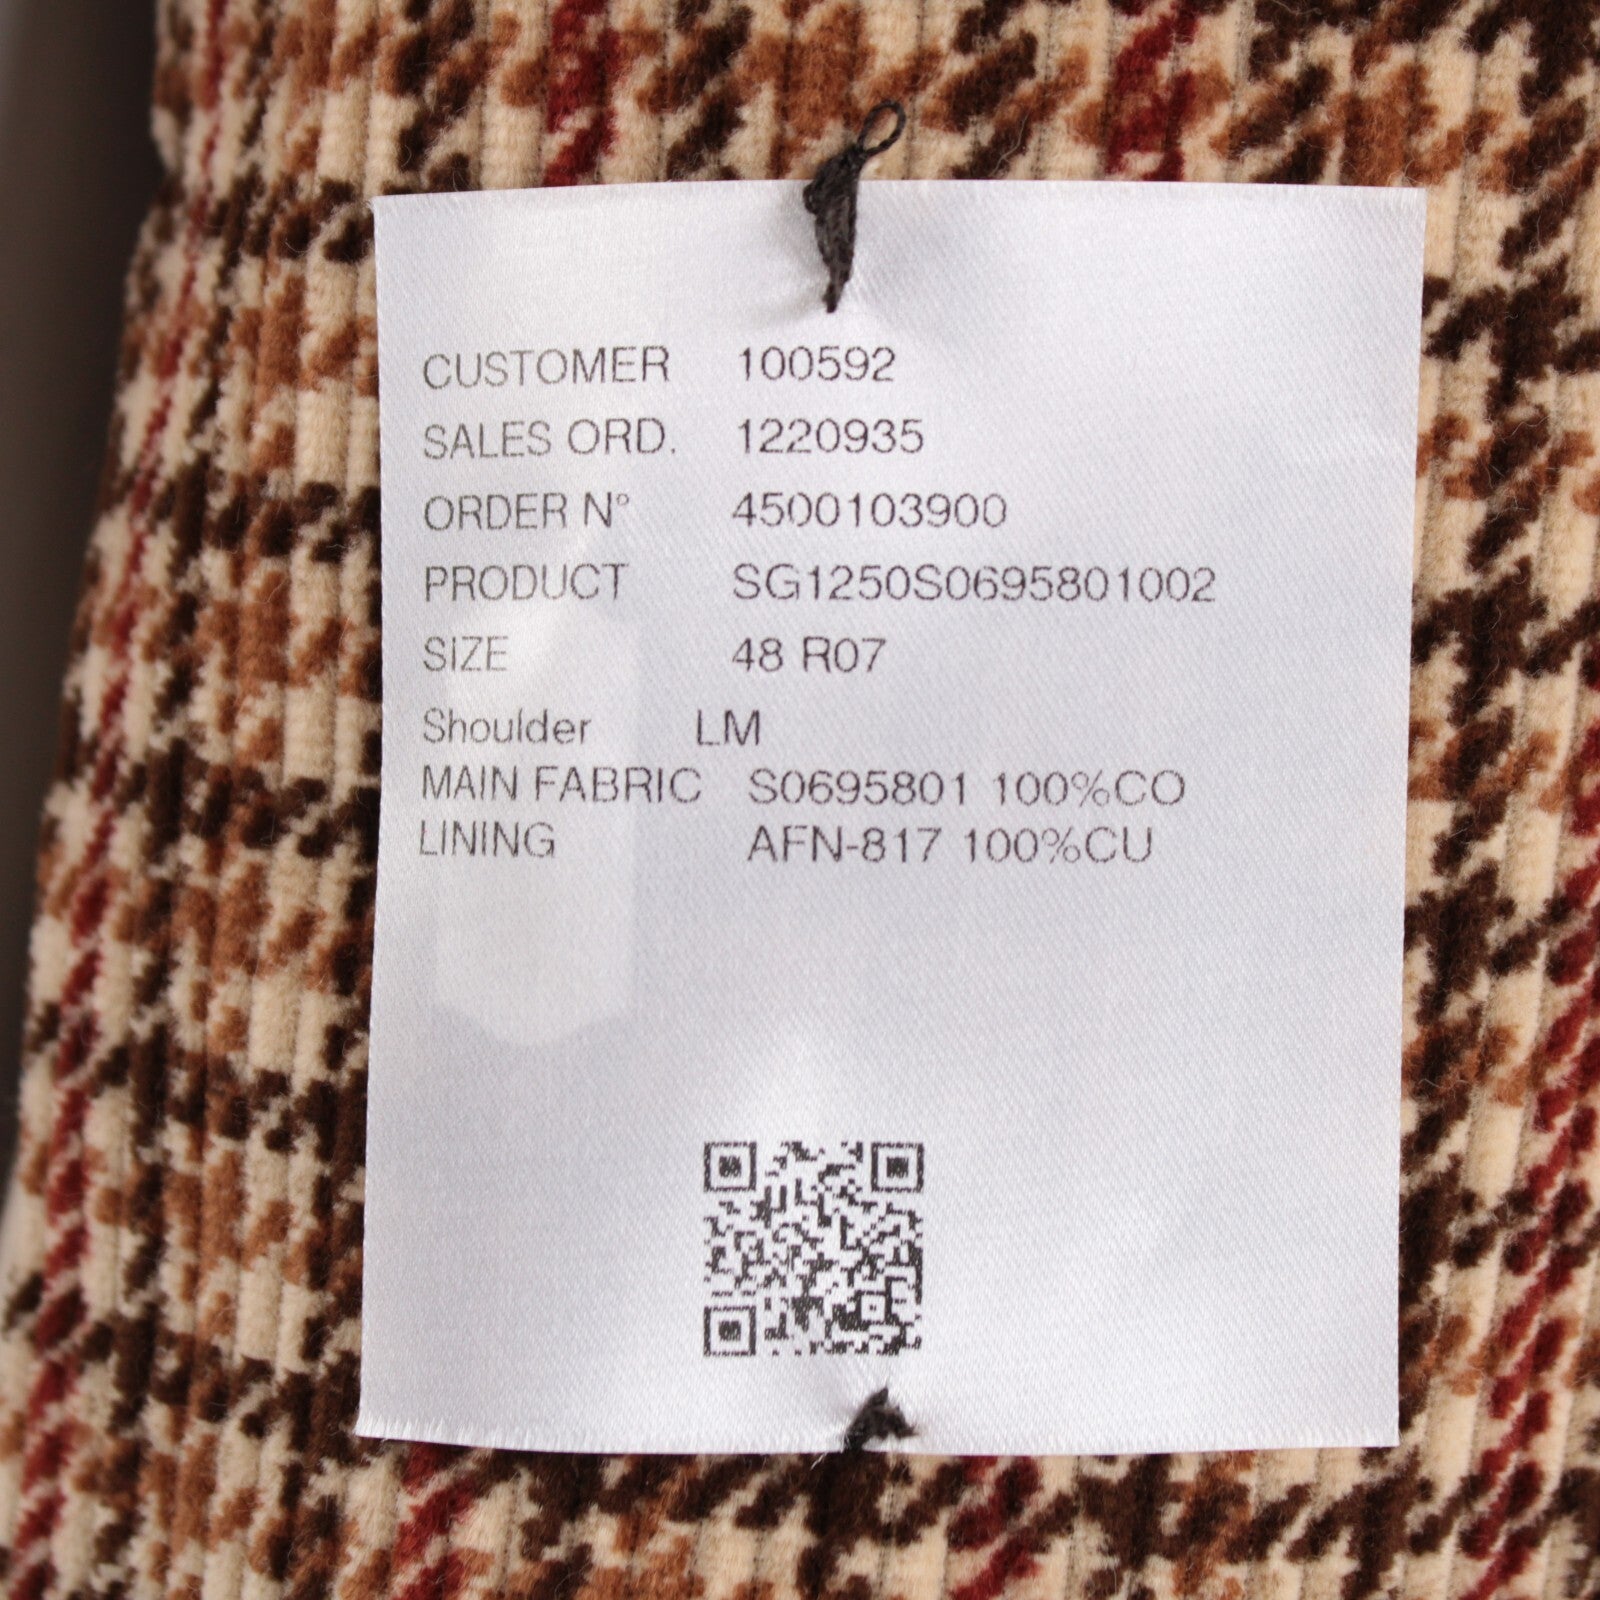 CUSTOMER 100592
SALES ORD. 1220935
ORDER N° 4500103900
PRODUCT SG1250S0695801002
SIZE 48 R07
Shoulder LM
MAIN FABRIC S0695801 100%CO
LINING AFN-817 100%CU